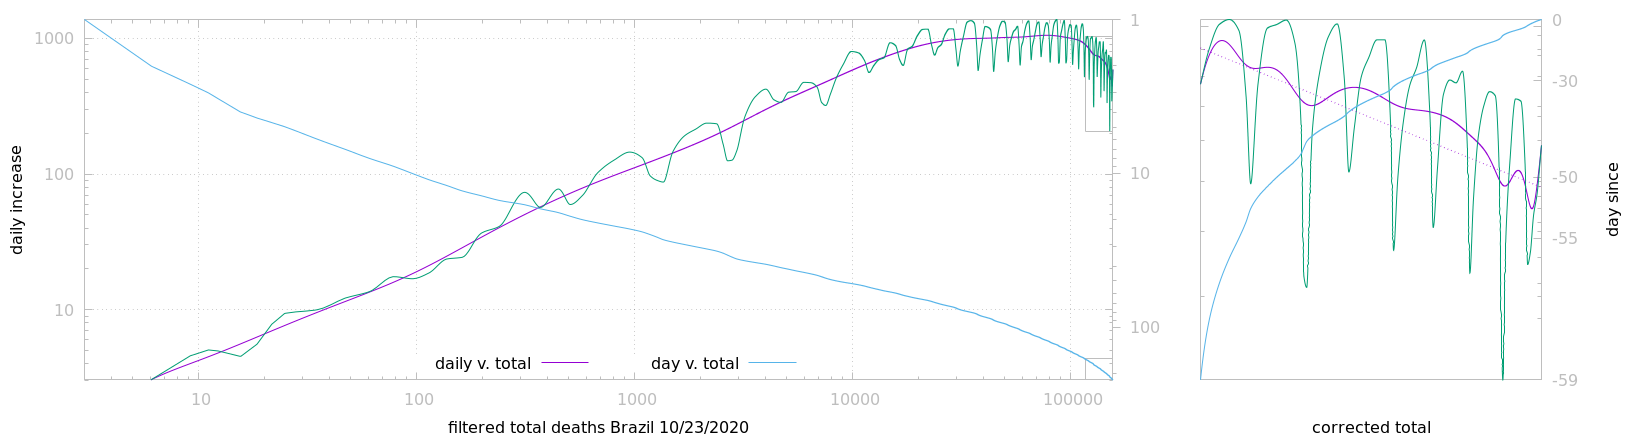 daily increase
1000
100
10
1
10
100
daily v. total
day v. total
10
100
1000
10000
100000
filtered total deaths Brazil 10/23/2020
0
-30
-50
-55
-59
day since
corrected total